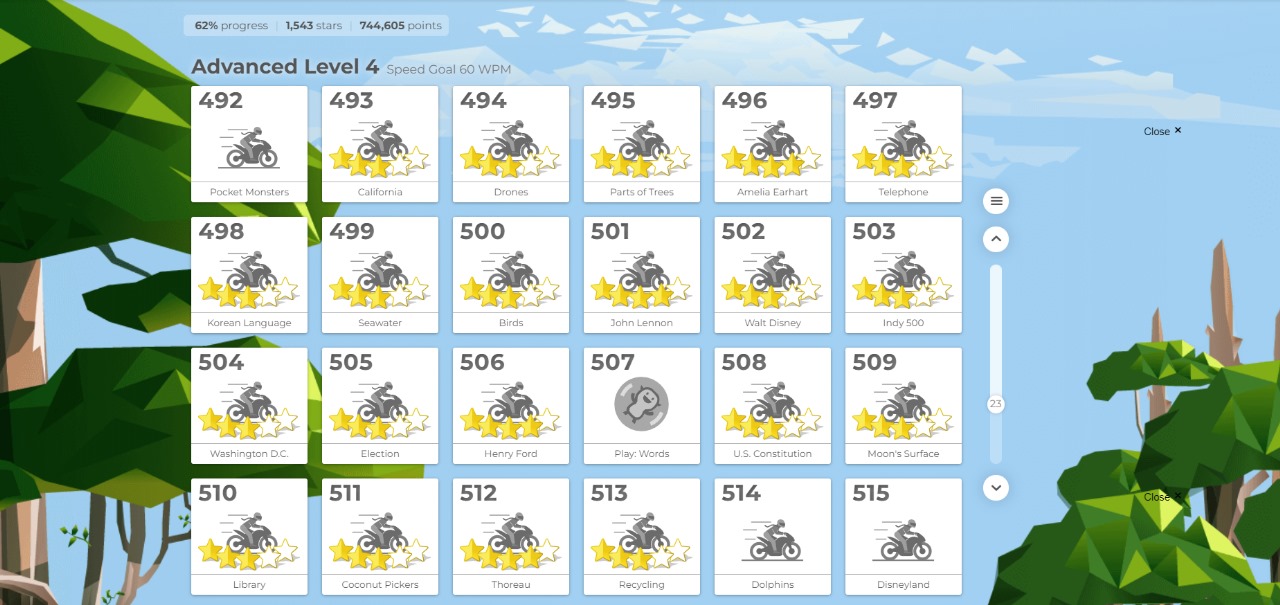 62% progress 1,543 stars 744,605 points
Advanced Level 4 Speed Goal 60 WPM
492 493 494 495 496 497
Close ×
Pocket Monsters California Drones Parts of Trees Amelia Earhart Telephone
498 499 500 501 502 503
Korean Language Seawater Birds John Lennon Walt Disney Indy 500
504 505 506 507 508 509
23
Washington D.C. Election Henry Ford Play: Words U.S. Constitution Moon's Surface
510 511 512 513 514 515
Close ×
Library Coconut Pickers Thoreau Recycling Dolphins Disneyland